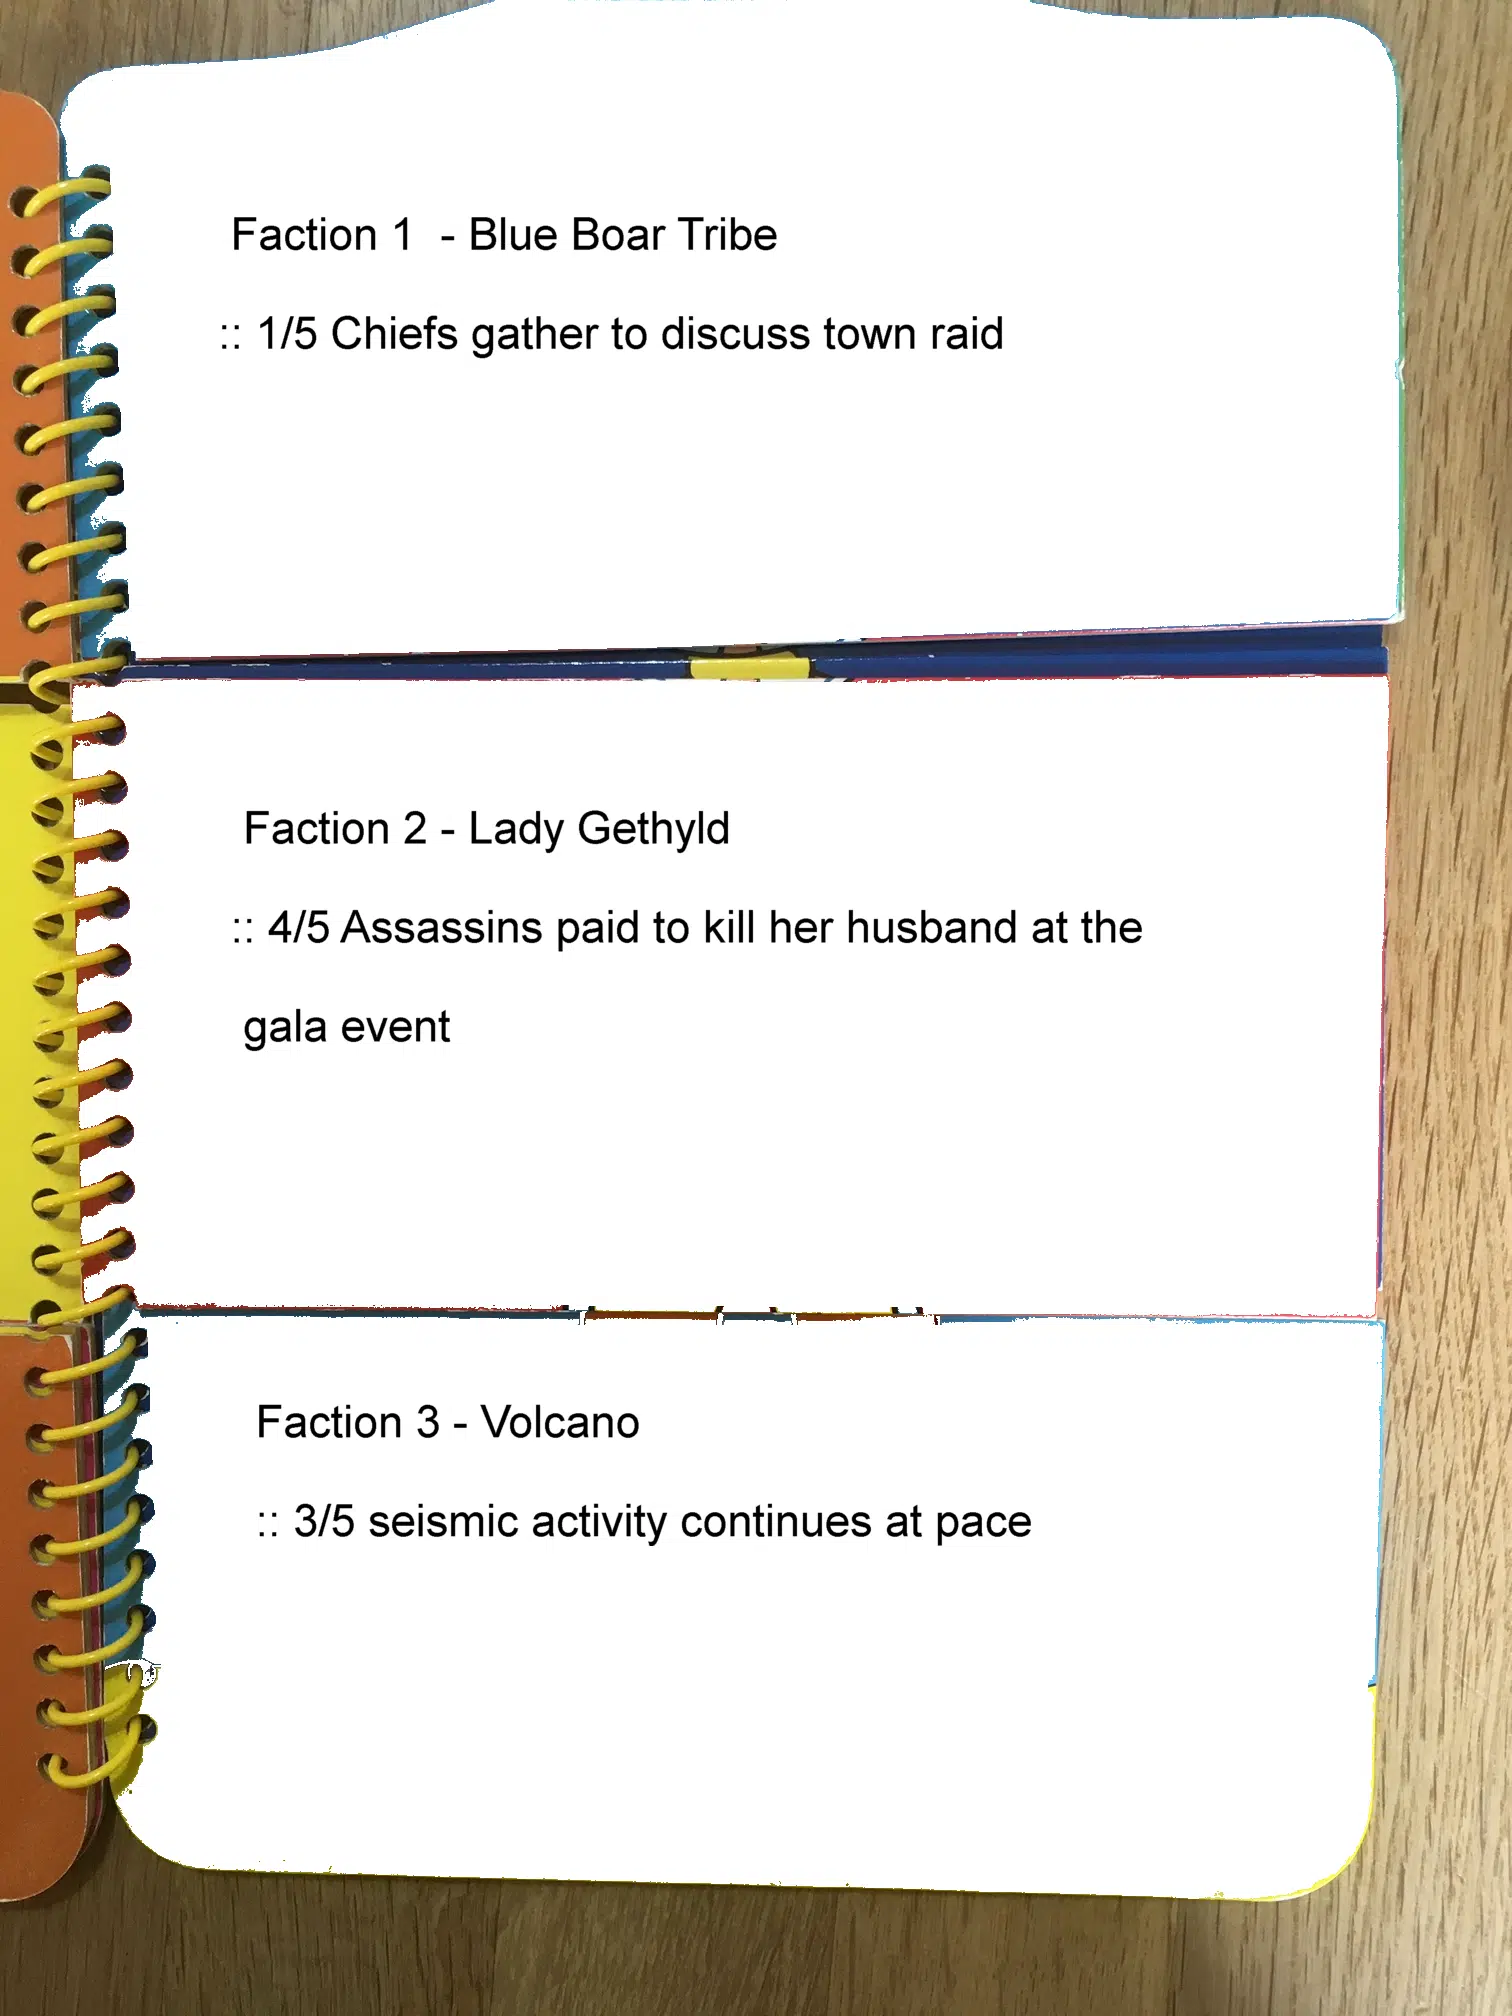 Faction 1  - Blue Boar Tribe
:: 1/5 Chiefs gather to discuss town raid
Faction 2 - Lady Gethyld
:: 4/5 Assassins paid to kill her husband at the
gala event
Faction 3 - Volcano
:: 3/5 seismic activity continues at pace